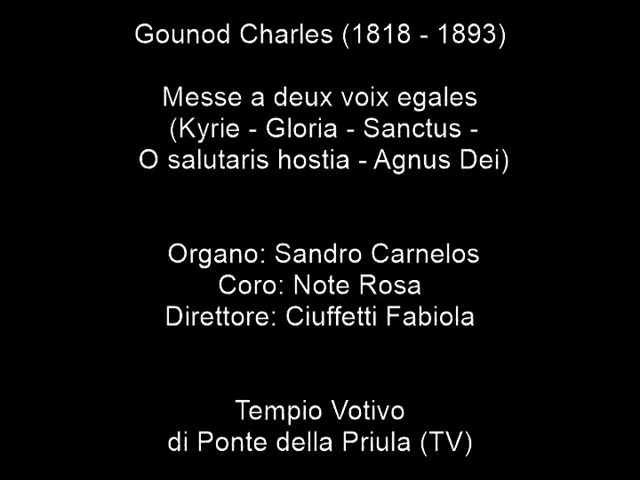 Gounod Charles (1818 - 1893)
Messe a deux voix egales
(Kyrie - Gloria - Sanctus -
O salutaris hostia - Agnus Dei)
Organo: Sandro Carnelos
Coro: Note Rosa
Direttore: Ciuffetti Fabiola
Tempio Votivo
di Ponte della Priula (TV)